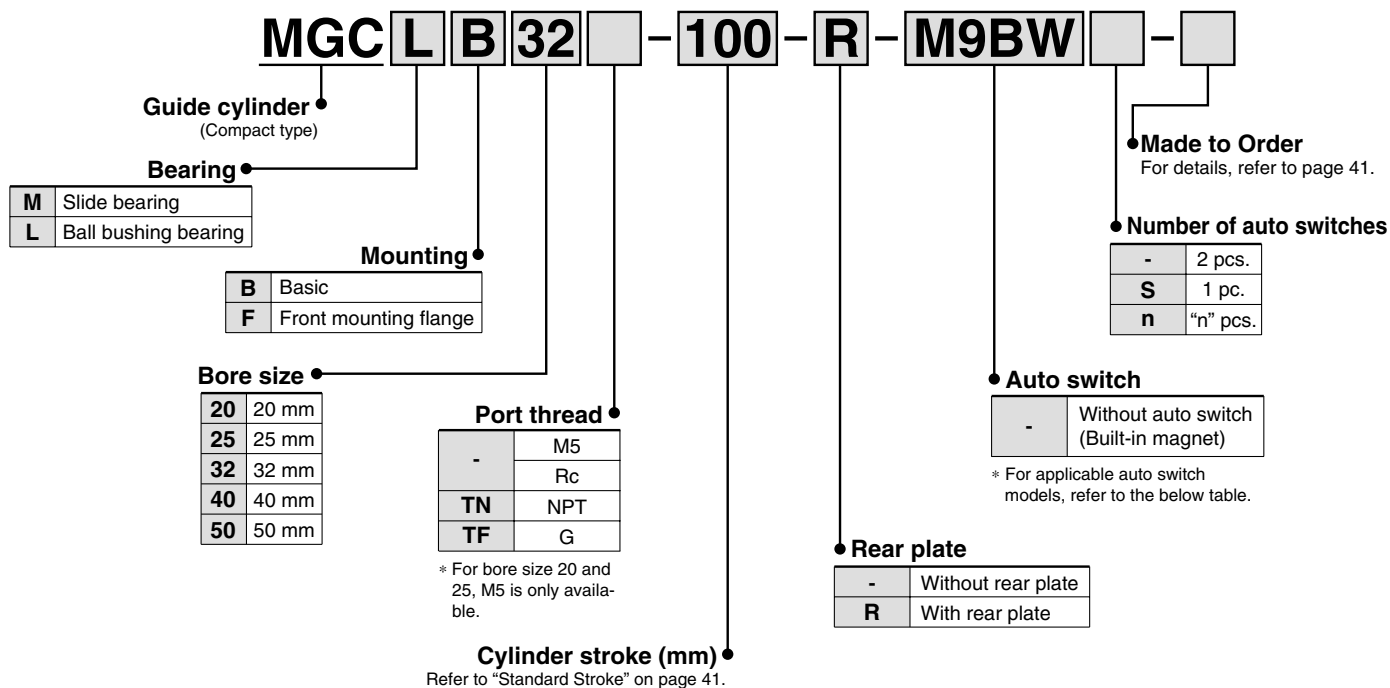 MGC L B 32 - 100 - R - M9BW -
Guide cylinder
(Compact type)
Bearing
M Slide bearing
L Ball bushing bearing
Mounting
B Basic
F Front mounting flange
Bore size
20 20 mm
25 25 mm
32 32 mm
40 40 mm
50 50 mm
Port thread
- M5
Rc
TN NPT
TF G
* For bore size 20 and
25, M5 is only availa-
ble.
Cylinder stroke (mm)
Refer to “Standard Stroke” on page 41.
Rear plate
- Without rear plate
R With rear plate
Auto switch
- Without auto switch
(Built-in magnet)
* For applicable auto switch
models, refer to the below table.
Number of auto switches
- 2 pcs.
S 1 pc.
n “n” pcs.
Made to Order
For details, refer to page 41.